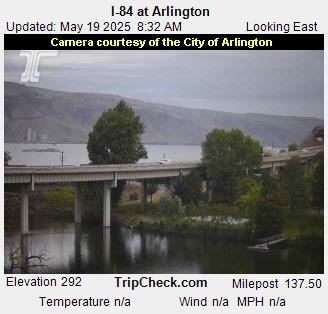 I-84 at Arlington
Updated: May 19 2025 8:32 AM Looking East
Camera courtesy of the City of Arlington
Elevation 292 TripCheck.com Milepost 137.50
Temperature n/a Wind n/a MPH n/a